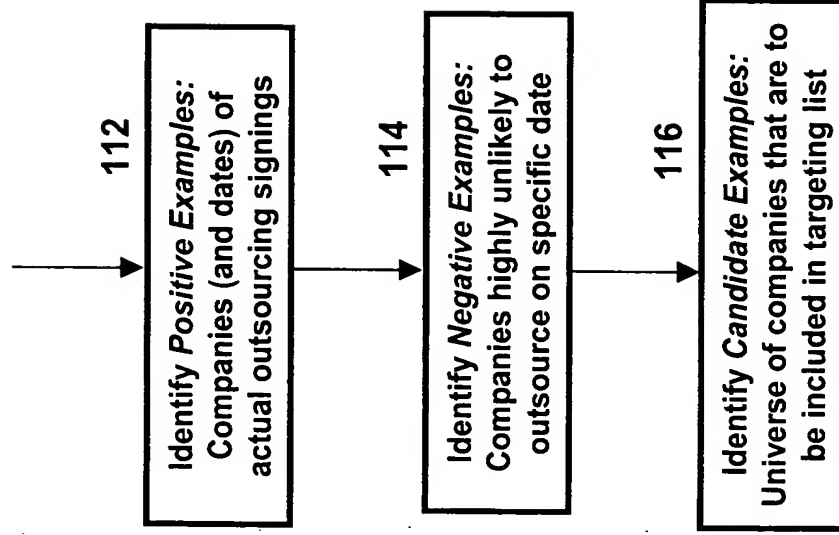 112
Identify Positive Examples:
Companies (and dates) of
actual outsourcing signings
114
Identify Negative Examples:
Companies highly unlikely to
outsource on specific date
116
Identify Candidate Examples:
Universe of companies that are to
be included in targeting list